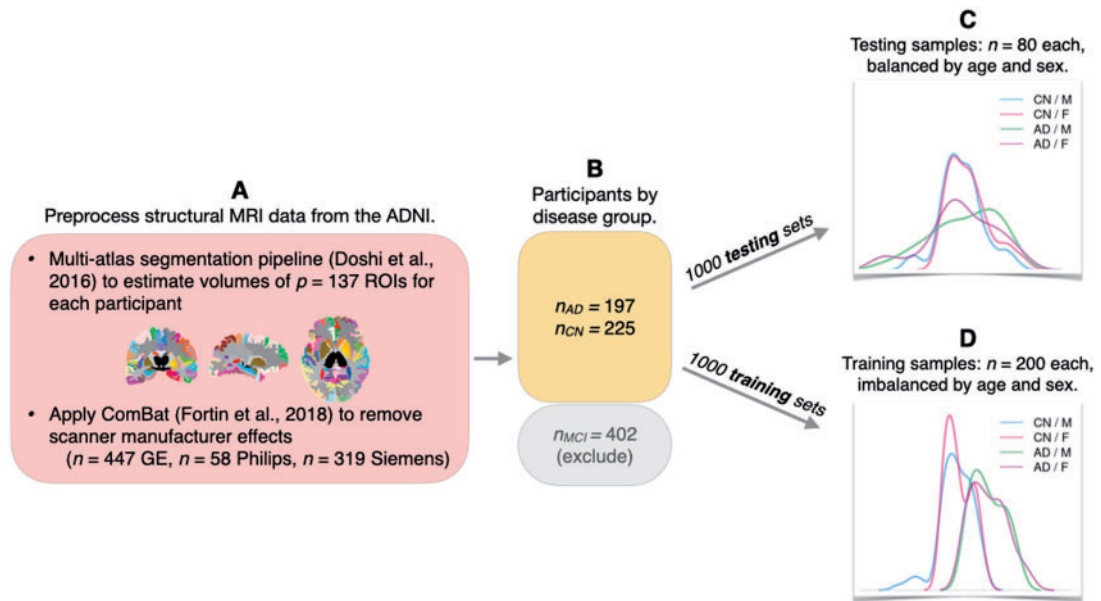 A
Preprocess structural MRI data from the ADNI.
• Multi-atlas segmentation pipeline (Doshi et al.,
2016) to estimate volumes of p = 137 ROIs for
each participant
• Apply ComBat (Fortin et al., 2018) to remove
scanner manufacturer effects
(n = 447 GE, n = 58 Philips, n = 319 Siemens)
B
Participants by
disease group.
nAD = 197
nCN = 225
nMCI = 402
(exclude)
1000 testing sets
1000 training sets
C
Testing samples: n = 80 each,
balanced by age and sex.
CN / M
CN / F
AD / M
AD / F
D
Training samples: n = 200 each,
imbalanced by age and sex.
CN / M
CN / F
AD / M
AD / F